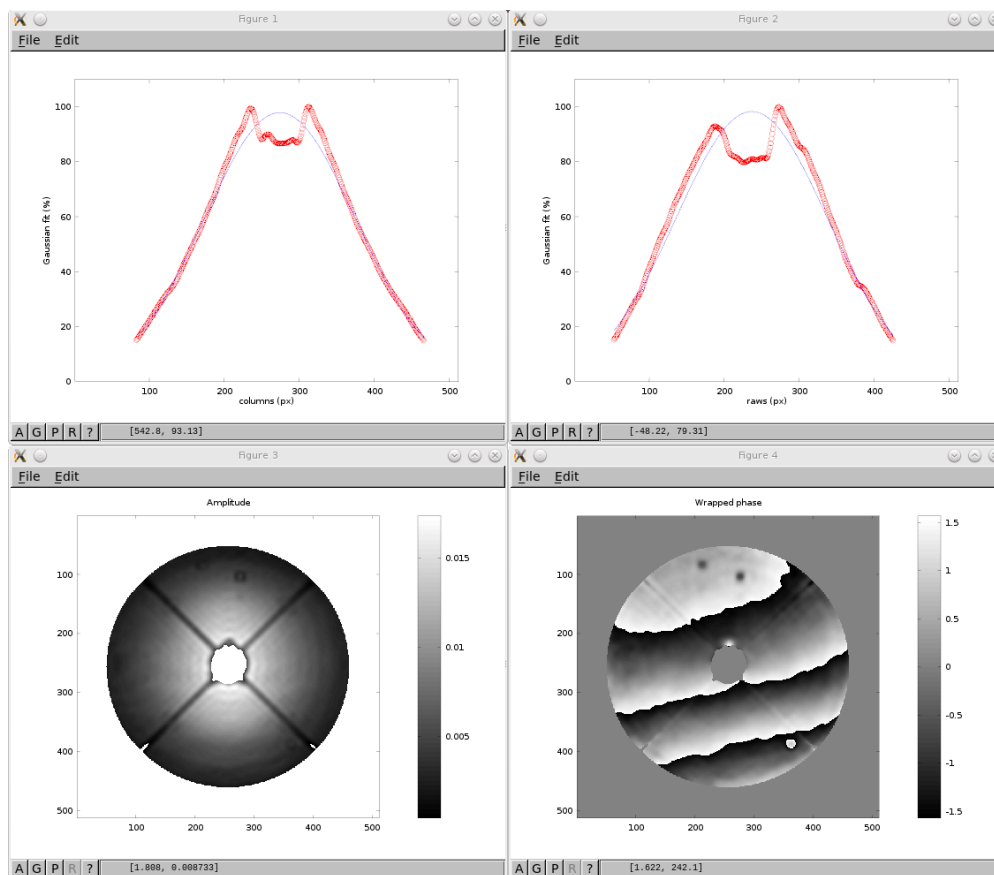 Figure 1
File Edit
Gaussian fit (%)
100
80
60
40
20
0
100 200 300 400 500
columns (px)
A G P R ? [542.8, 93.13]
Figure 2
File Edit
Gaussian fit (%)
100
80
60
40
20
0
100 200 300 400 500
raws (px)
A G P R ? [-48.22, 79.31]
Figure 3
File Edit
Amplitude
100
200
300
400
500
100 200 300 400 500
0.015
0.01
0.005
A G P R ? [1.808, 0.008733]
Figure 4
File Edit
Wrapped phase
100
200
300
400
500
100 200 300 400 500
1.5
1
0.5
0
-0.5
-1
-1.5
A G P R ? [1.622, 242.1]